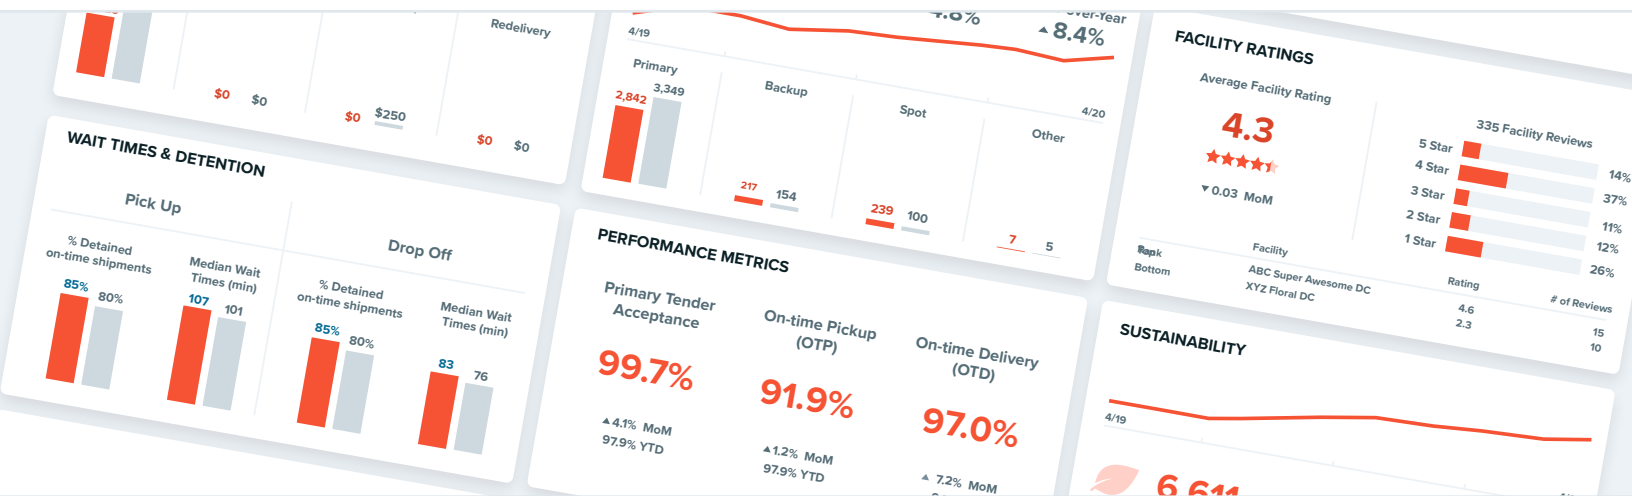 Redelivery
$0
$0
$0
$250
$0
$0
WAIT TIMES & DETENTION
Pick Up
Drop Off
% Detained
on-time shipments
85%
80%
Median Wait
Times (min)
107
101
% Detained
on-time shipments
85%
80%
Median Wait
Times (min)
83
76
8.4%
4/19
4/20
Primary
2,842
3,349
Backup
217
154
Spot
239
100
Other
7
5
PERFORMANCE METRICS
Primary Tender
Acceptance
99.7%
4.1% MoM
97.9% YTD
On-time Pickup
(OTP)
91.9%
1.2% MoM
97.9% YTD
On-time Delivery
(OTD)
97.0%
7.2% MoM
FACILITY RATINGS
Average Facility Rating
4.3
0.03 MoM
335 Facility Reviews
5 Star
14%
4 Star
37%
3 Star
11%
2 Star
12%
1 Star
26%
Facility
Rating
# of Reviews
ABC Super Awesome DC
4.6
15
Bottom
XYZ Floral DC
2.3
10
SUSTAINABILITY
4/19
6,611